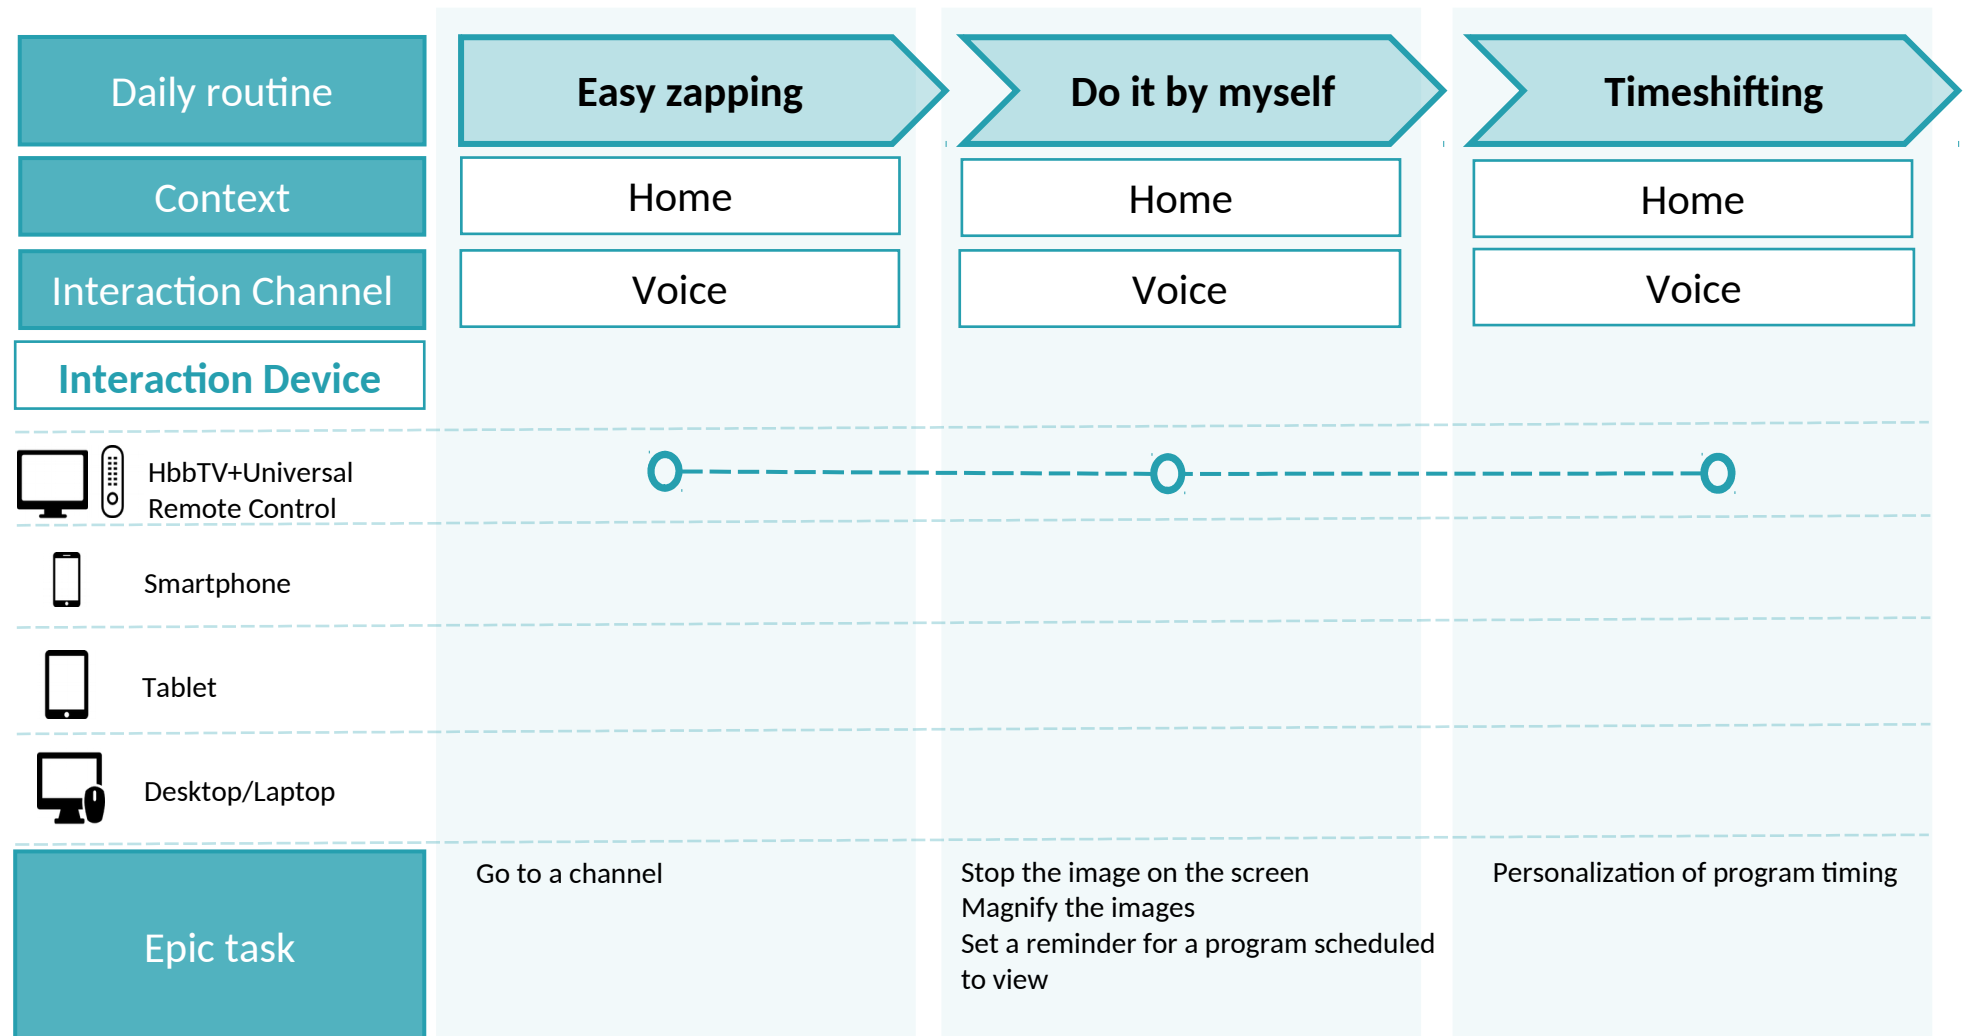 Daily routine
Easy zapping
Do it by myself
Timeshifting
Context
Home
Home
Home
Interaction Channel
Voice
Voice
Voice
Interaction Device
HbbTV+Universal
Remote Control
Smartphone
Tablet
Desktop/Laptop
Epic task
Go to a channel
Stop the image on the screen
Magnify the images
Set a reminder for a program scheduled
to view
Personalization of program timing